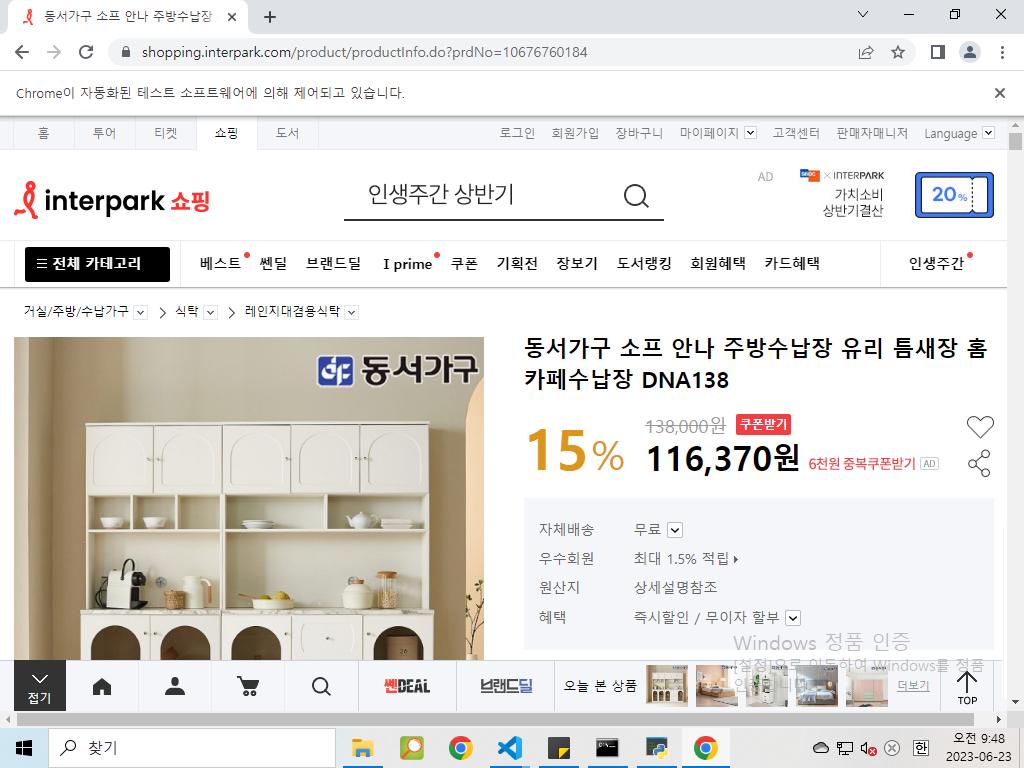 동서가구 소프 안나 주방수납장
shopping.interpark.com/product/productInfo.do?prdNo=10676760184
Chrome이 자동화된 테스트 소프트웨어에 의해 제어되고 있습니다.
홈 투어 티켓 쇼핑 도서 로그인 회원가입 장바구니 마이페이지 고객센터 판매자매니저 Language
interpark 쇼핑 인생주간 상반기 AD
× INTERPARK
가치소비
상반기결산
20%
전체 카테고리 베스트 쎈딜 브랜드딜 I prime 쿠폰 기획전 장보기 도서랭킹 회원혜택 카드혜택 인생주간
거실/주방/수납가구 식탁 레인지대겸용식탁
동서가구
동서가구 소프 안나 주방수납장 유리 틈새장 홈
카페수납장 DNA138
15% 138,000원 쿠폰받기
116,370원 6천원 중복쿠폰받기 AD
자체배송 무료
우수회원 최대 1.5% 적립
원산지 상세설명참조
혜택 즉시할인 / 무이자 할부
Windows 정품 인증
[설정]으로 이동하여 Windows를 정품
접기 쎈DEAL 브랜드딜 오늘 본 상품 더보기 TOP
찾기 한 오전 9:48
2023-06-23